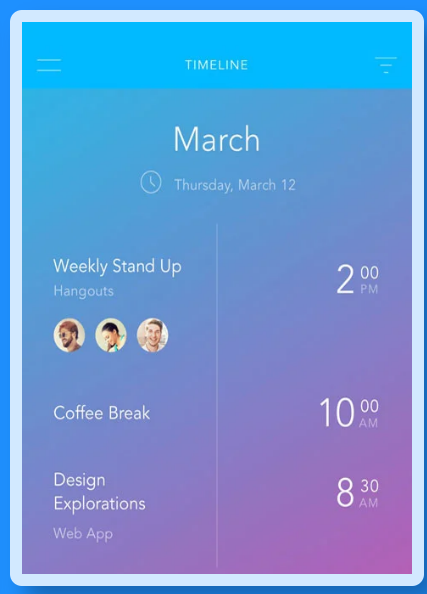 TIMELINE
March
Thursday, March 12
Weekly Stand Up
Hangouts
2 00 PM
Coffee Break
10 00 AM
Design
Explorations
Web App
8 30 AM